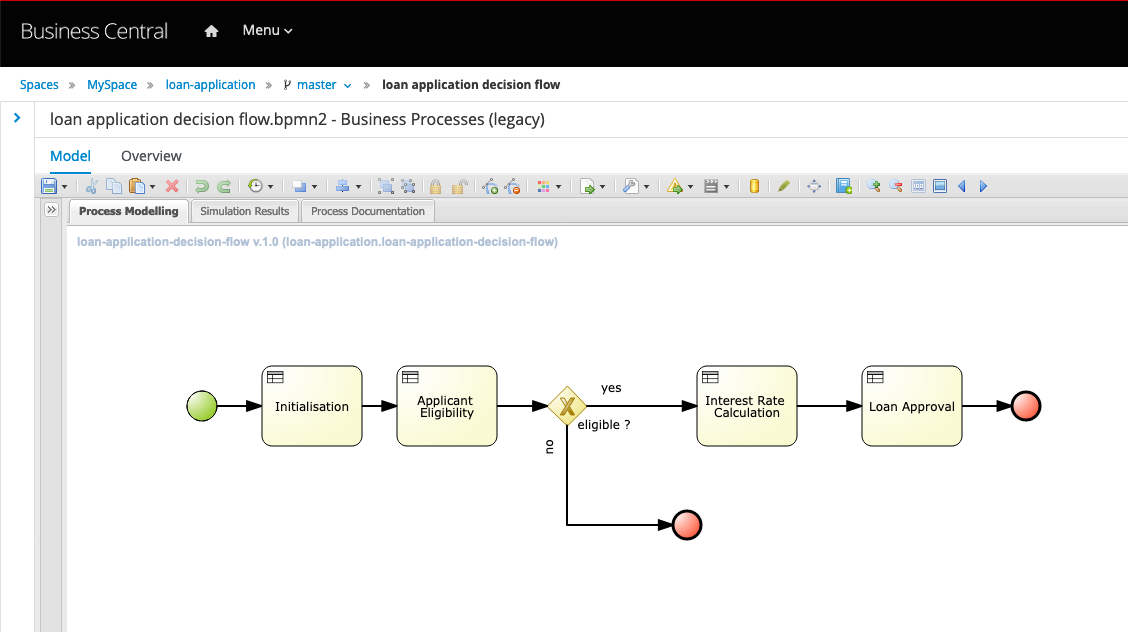 Business Central Menu
Spaces » MySpace » loan-application » master » loan application decision flow
loan application decision flow.bpmn2 - Business Processes (legacy)
Model Overview
Process Modelling Simulation Results Process Documentation
loan-application-decision-flow v.1.0 (loan-application.loan-application-decision-flow)
Initialisation
Applicant
Eligibility
yes
eligible ?
no
Interest Rate
Calculation
Loan Approval